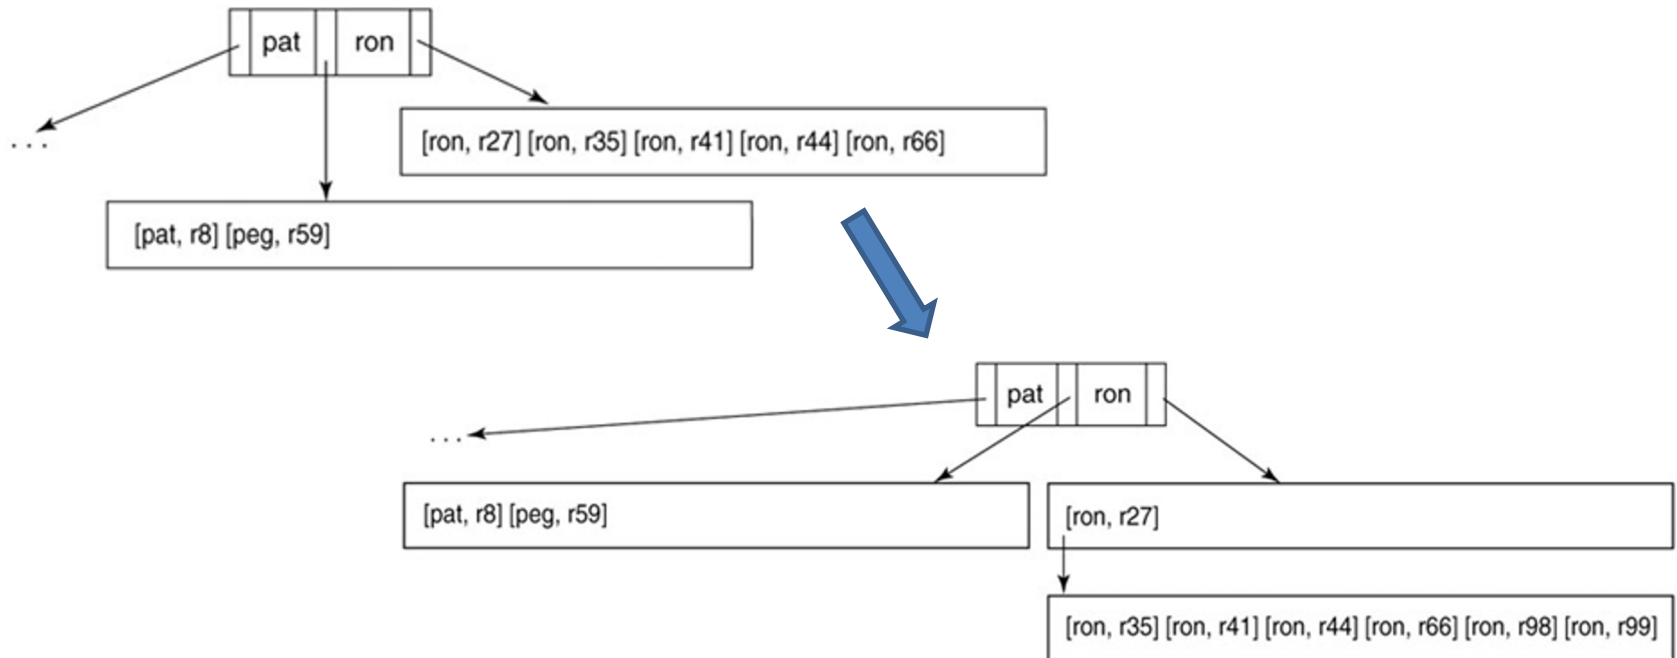 pat ron
...
[ron, r27] [ron, r35] [ron, r41] [ron, r44] [ron, r66]
[pat, r8] [peg, r59]
pat ron
...
[pat, r8] [peg, r59]
[ron, r27]
[ron, r35] [ron, r41] [ron, r44] [ron, r66] [ron, r98] [ron, r99]